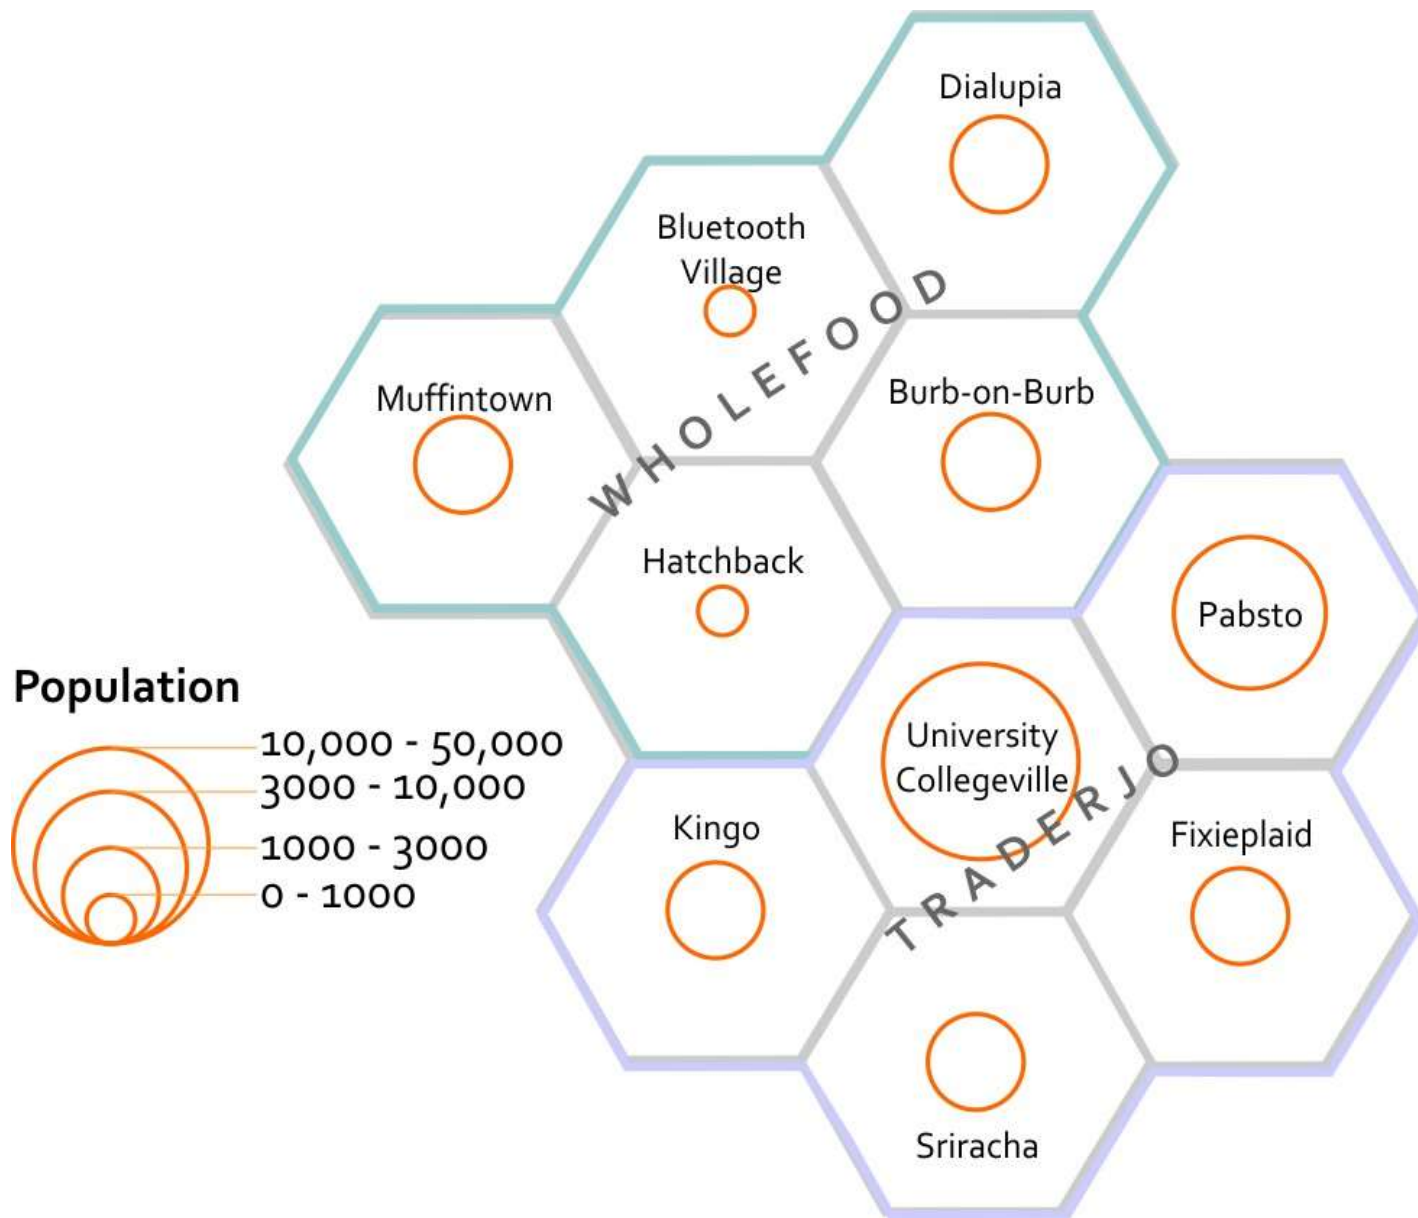 Dialupia
Bluetooth
Village
WHOLEFOOD
Muffintown
Burb-on-Burb
Hatchback
Pabsto
Population
10,000 - 50,000
3000 - 10,000
1000 - 3000
0 - 1000
University
Collegeville
TRADERJO
Kingo
Fixieplaid
Sriracha